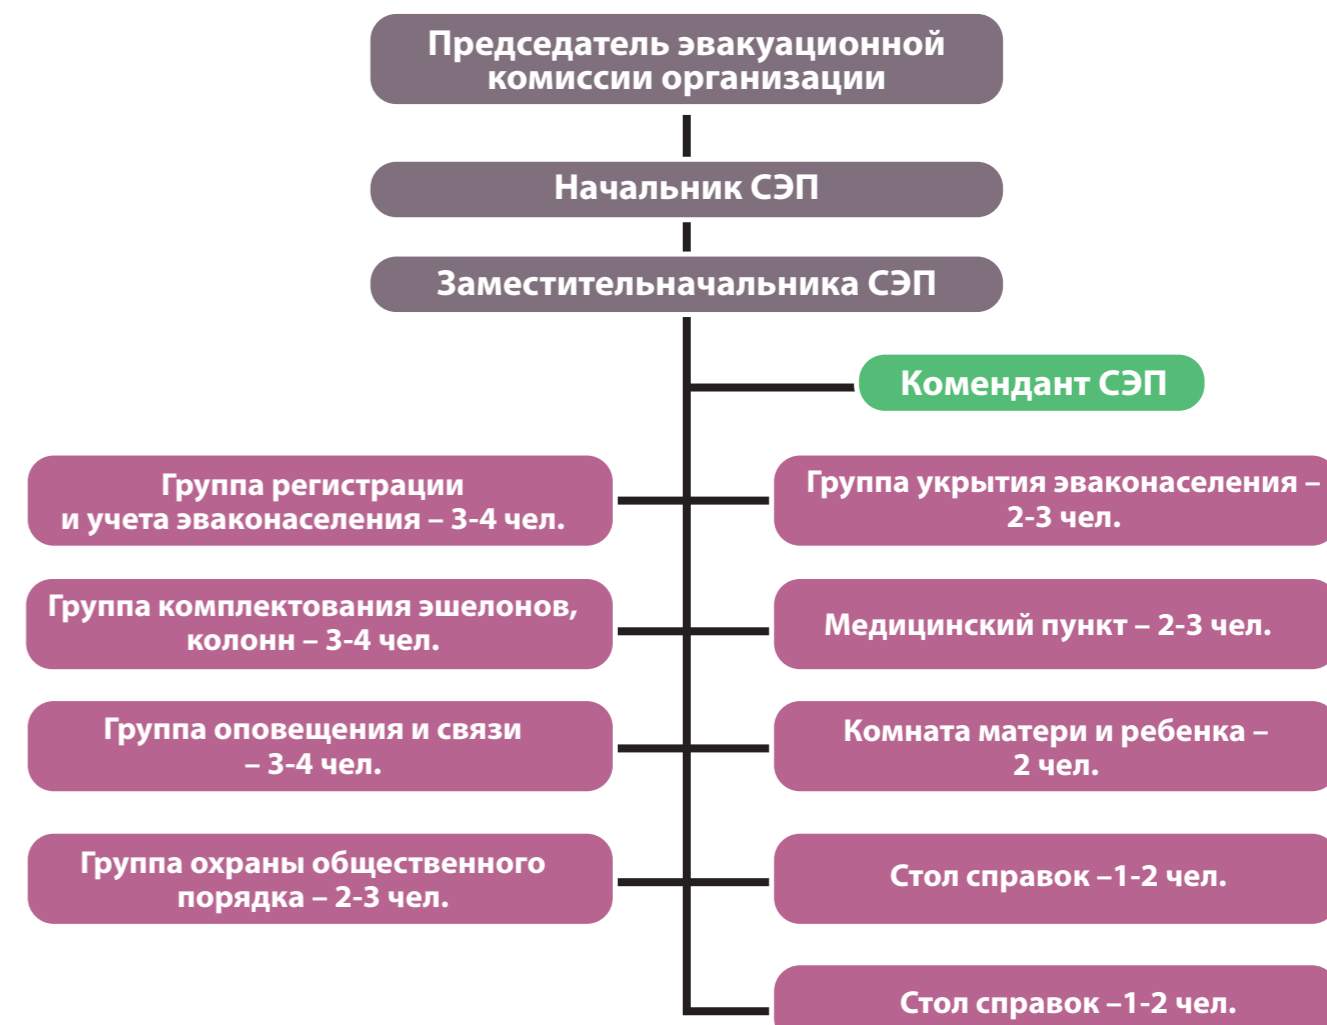 Председатель эвакуационной
комиссии организации
Начальник СЭП
Заместительначальника СЭП
Комендант СЭП
Группа регистрации
и учета эваконаселения – 3-4 чел.
Группа укрытия эваконаселения –
2-3 чел.
Группа комплектования эшелонов,
колонн – 3-4 чел.
Медицинский пункт – 2-3 чел.
Группа оповещения и связи
– 3-4 чел.
Комната матери и ребенка –
2 чел.
Группа охраны общественного
порядка – 2-3 чел.
Стол справок –1-2 чел.
Стол справок –1-2 чел.